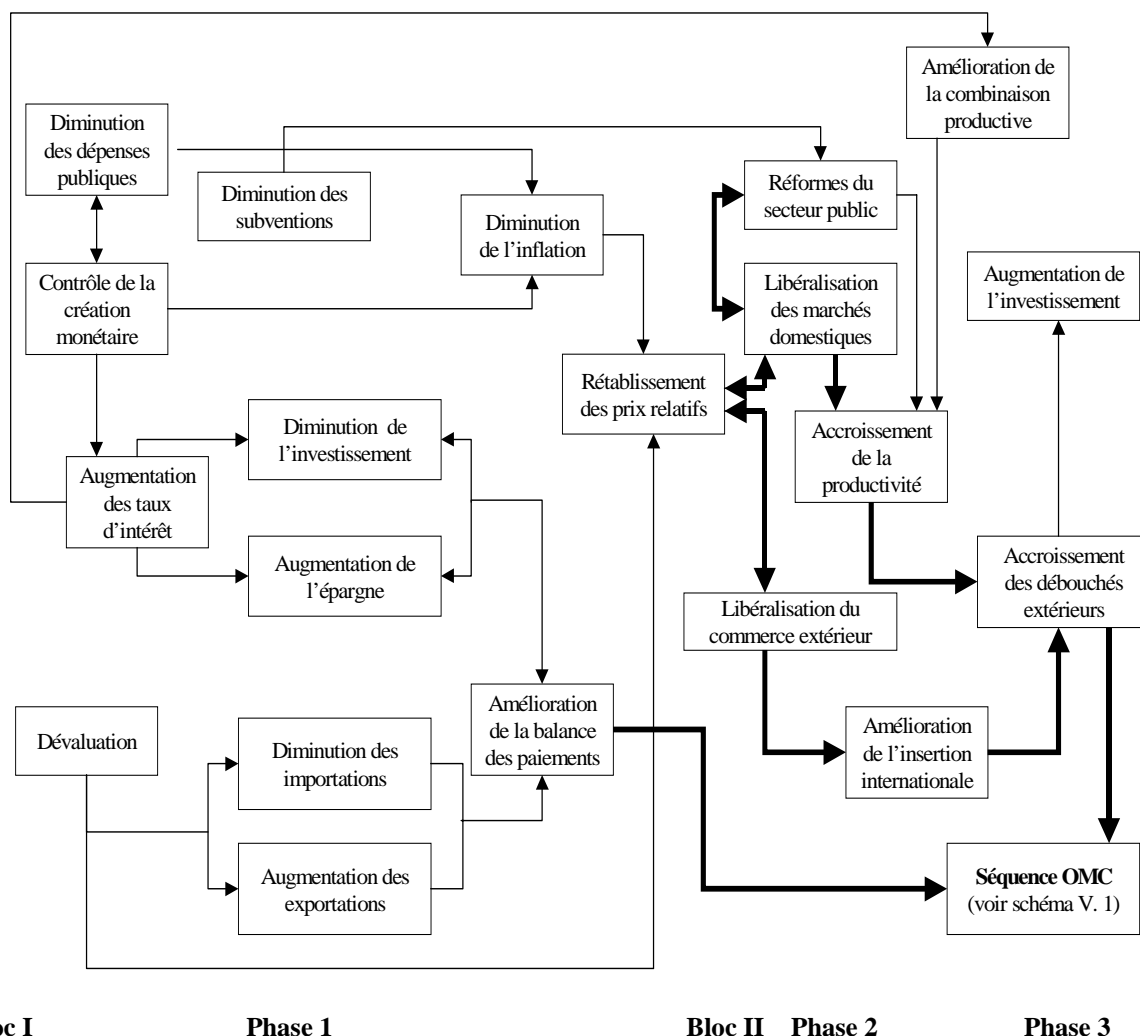 Amélioration de
la combinaison
productive
Diminution
des dépenses
publiques
Diminution des
subventions
Diminution
de l’inflation
Réformes du
secteur public
Contrôle de la
création
monétaire
Libéralisation
des marchés
domestiques
Augmentation de
l’investissement
Rétablissement
des prix relatifs
Diminution de
l’investissement
Accroissement
de la
productivité
Augmentation
des taux
d’intérêt
Augmentation de
l’épargne
Accroissement
des débouchés
extérieurs
Libéralisation du
commerce extérieur
Dévaluation
Diminution des
importations
Amélioration
de la balance
des paiements
Amélioration
de l’insertion
internationale
Augmentation des
exportations
Séquence OMC
(voir schéma V. 1)
oc I Phase 1 Bloc II Phase 2 Phase 3